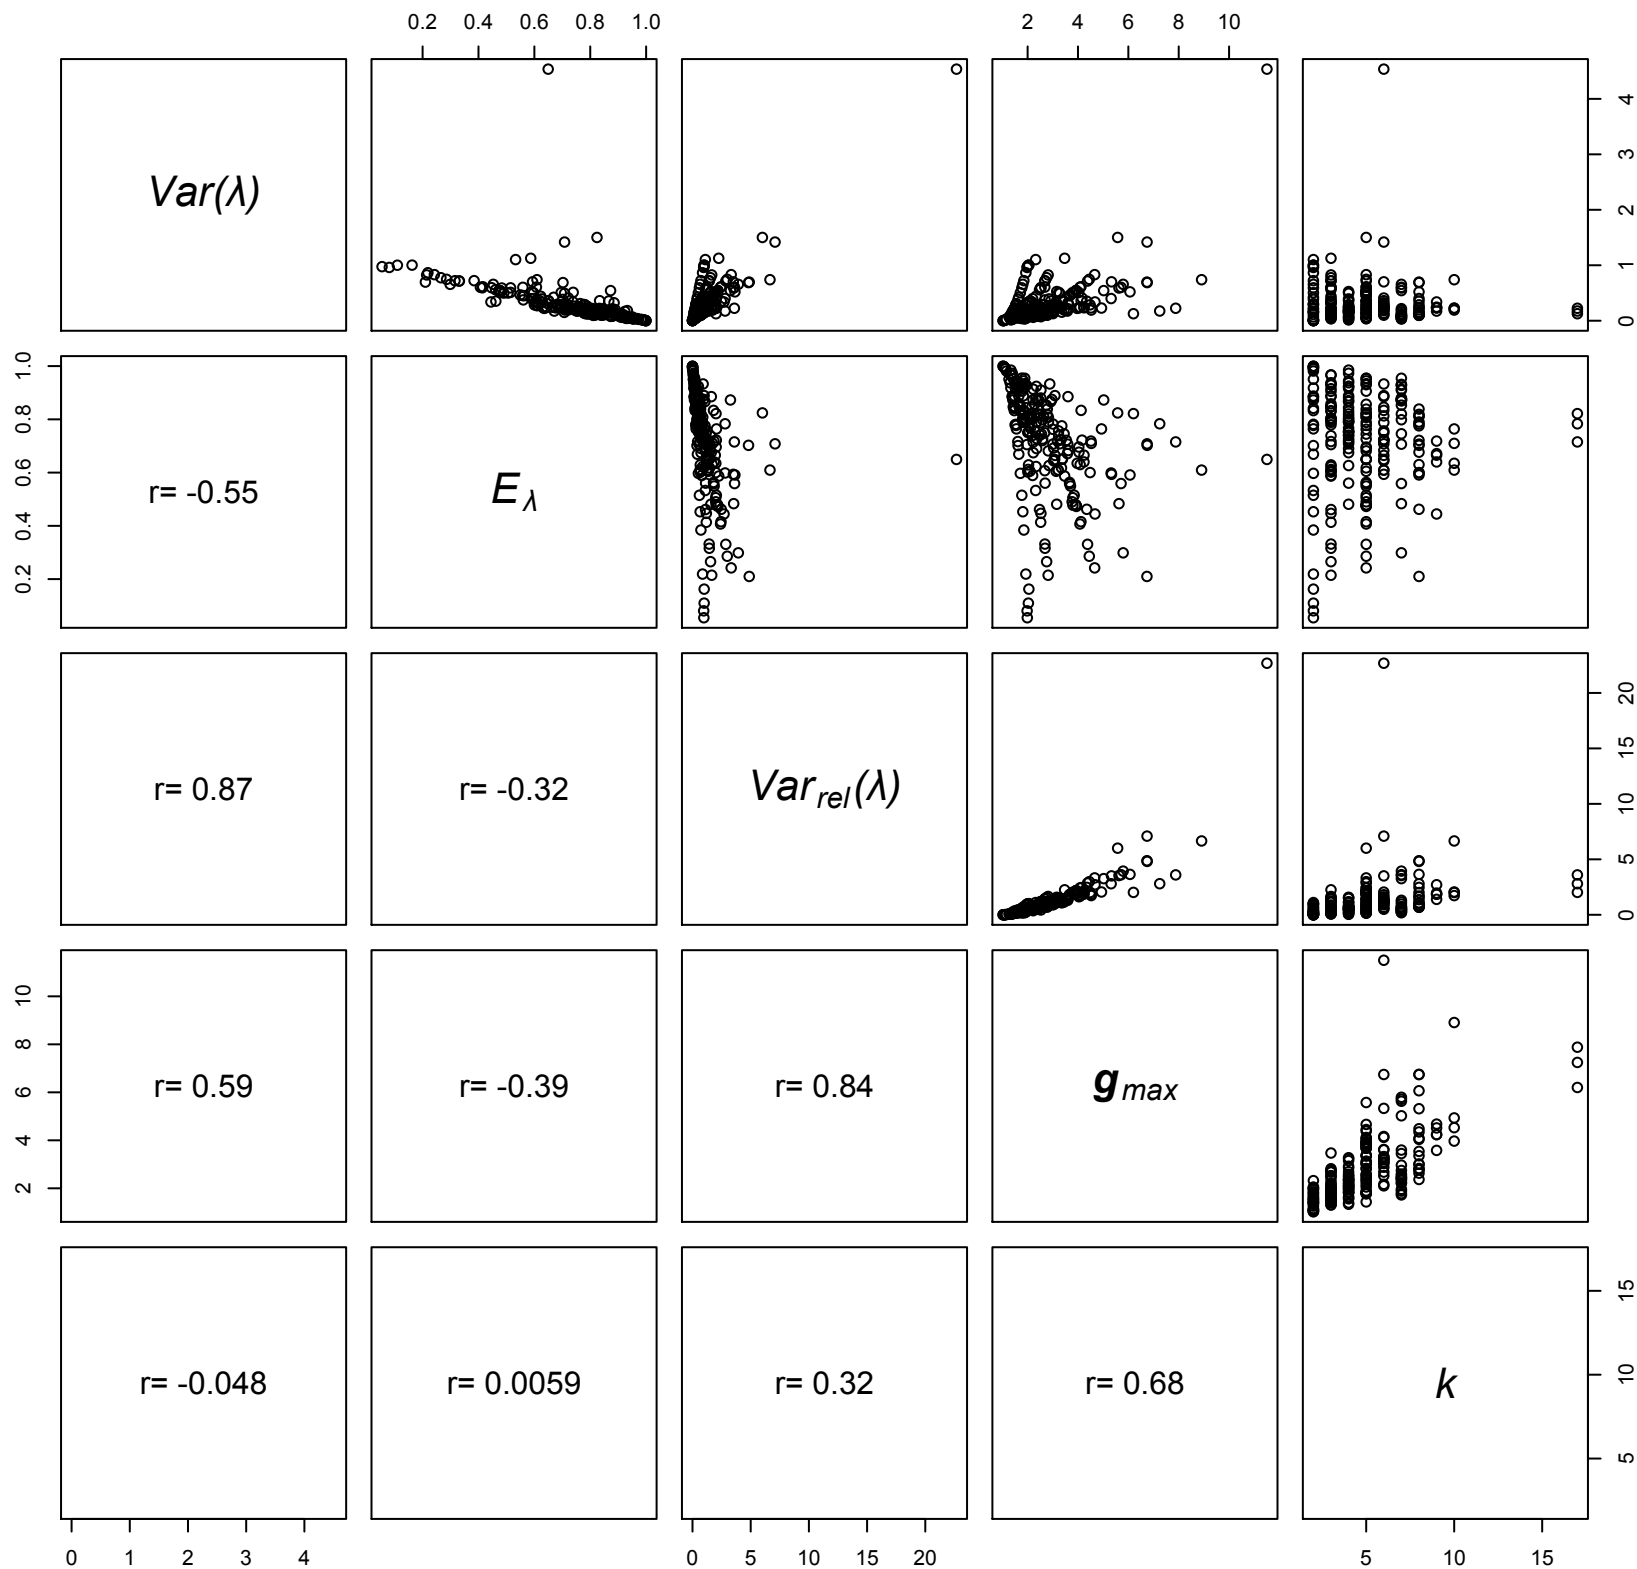 0.2 0.4 0.6 0.8 1.0
2 4 6 8 10
Var(λ)
0 1 2 3 4
0.2 0.4 0.6 0.8 1.0
r= -0.55
E λ
r= 0.87
r= -0.32
Var rel (λ)
0 5 10 15 20
2 4 6 8 10
r= 0.59
r= -0.39
r= 0.84
g max
r= -0.048
r= 0.0059
r= 0.32
r= 0.68
k
5 10 15
0 1 2 3 4
0 5 10 15 20
5 10 15